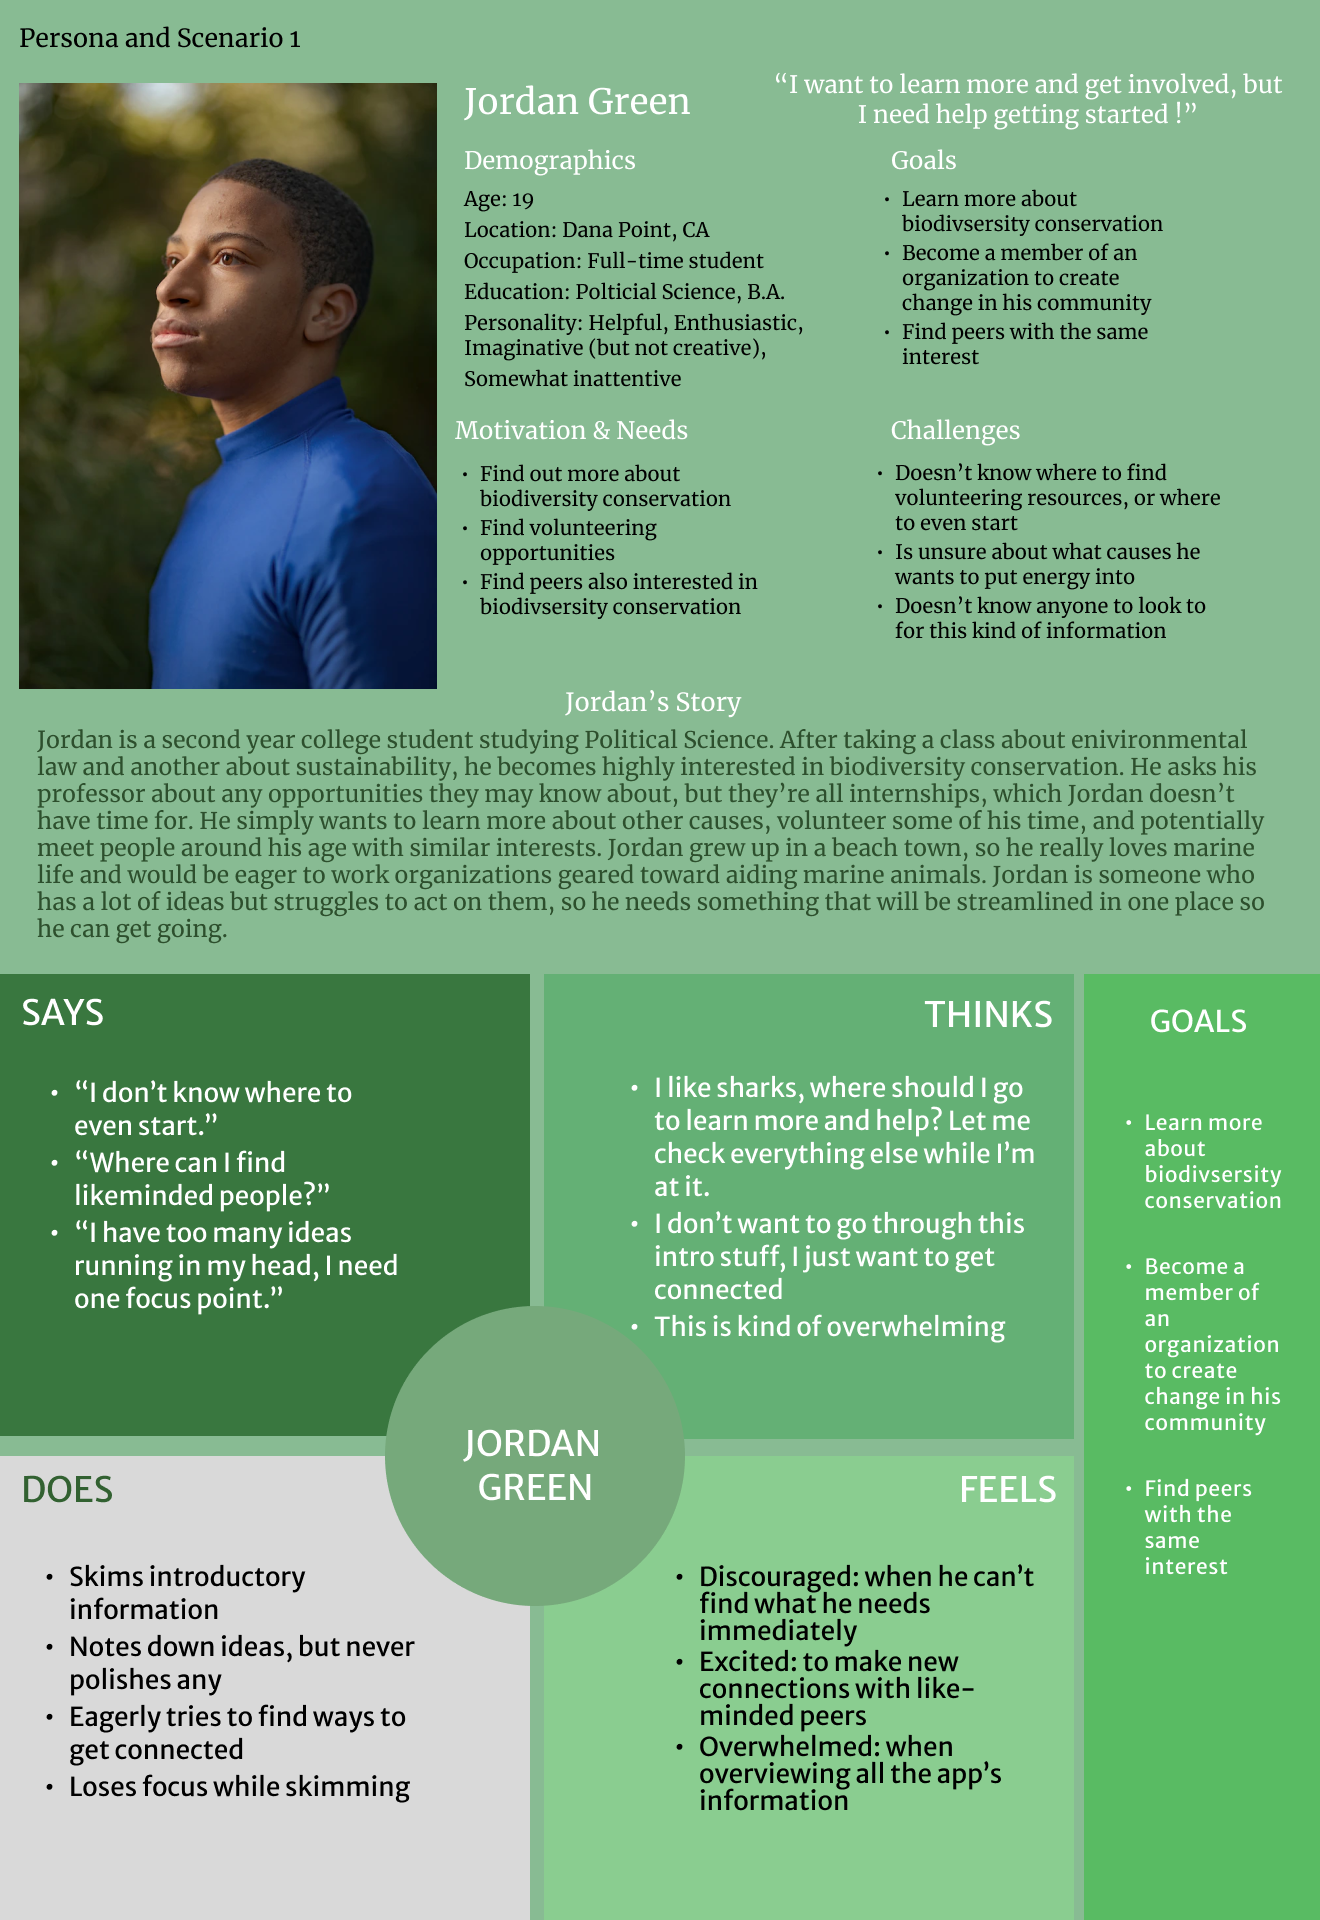 Persona and Scenario 1
Jordan Green
“I want to learn more and get involved, but
I need help getting started !”
Demographics
Age: 19
Location: Dana Point, CA
Occupation: Full-time student
Education: Polticial Science, B.A.
Personality: Helpful, Enthusiastic,
Imaginative (but not creative),
Somewhat inattentive
Goals
• Learn more about
biodivsersity conservation
• Become a member of an
organization to create
change in his community
• Find peers with the same
interest
Motivation & Needs
• Find out more about
biodiversity conservation
• Find volunteering
opportunities
• Find peers also interested in
biodivsersity conservation
Challenges
• Doesn’t know where to find
volunteering resources, or where
to even start
• Is unsure about what causes he
wants to put energy into
• Doesn’t know anyone to look to
for this kind of information
Jordan’s Story
Jordan is a second year college student studying Political Science. After taking a class about enivironmental
law and another about sustainability, he becomes highly interested in biodiversity conservation. He asks his
professor about any opportunities they may know about, but they’re all internships, which Jordan doesn’t
have time for. He simply wants to learn more about other causes, volunteer some of his time, and potentially
meet people around his age with similar interests. Jordan grew up in a beach town, so he really loves marine
life and would be eager to work organizations geared toward aiding marine animals. Jordan is someone who
has a lot of ideas but struggles to act on them, so he needs something that will be streamlined in one place so
he can get going.
SAYS
• “I don’t know where to
even start.”
• “Where can I find
likeminded people?”
• “I have too many ideas
running in my head, I need
one focus point.”
THINKS
• I like sharks, where should I go
to learn more and help? Let me
check everything else while I’m
at it.
• I don’t want to go through this
intro stuff, I just want to get
connected
• This is kind of overwhelming
GOALS
• Learn more
about
biodivsersity
conservation
• Become a
member of
an
organization
to create
change in his
community
• Find peers
with the
same
interest
JORDAN
GREEN
DOES
• Skims introductory
information
• Notes down ideas, but never
polishes any
• Eagerly tries to find ways to
get connected
• Loses focus while skimming
FEELS
• Discouraged: when he can’t
find what he needs
immediately
• Excited: to make new
connections with like-
minded peers
• Overwhelmed: when
overviewing all the app’s
information